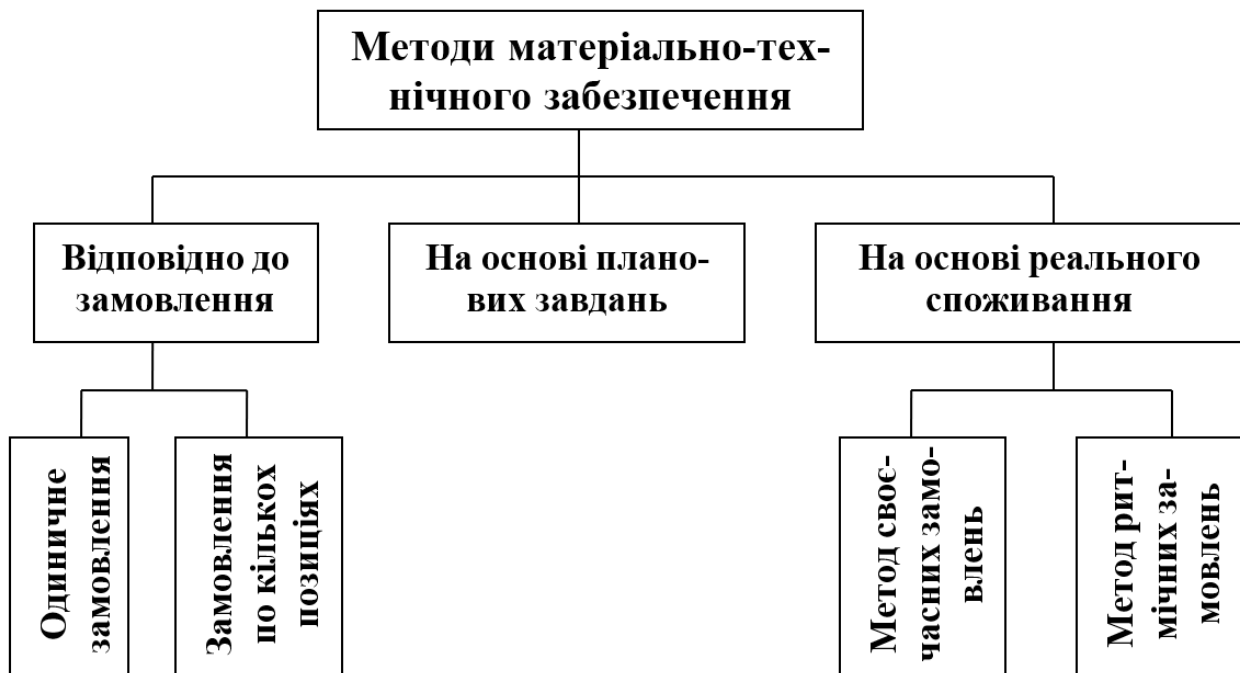 Методи матеріально-тех-
нічного забезпечення
Відповідно до
замовлення
На основі плано-
вих завдань
На основі реального
споживання
Одиничне
замовлення
Замовлення
по кількох
позиціях
Метод своє-
часних замо-
влень
Метод рит-
мічних за-
мовлень